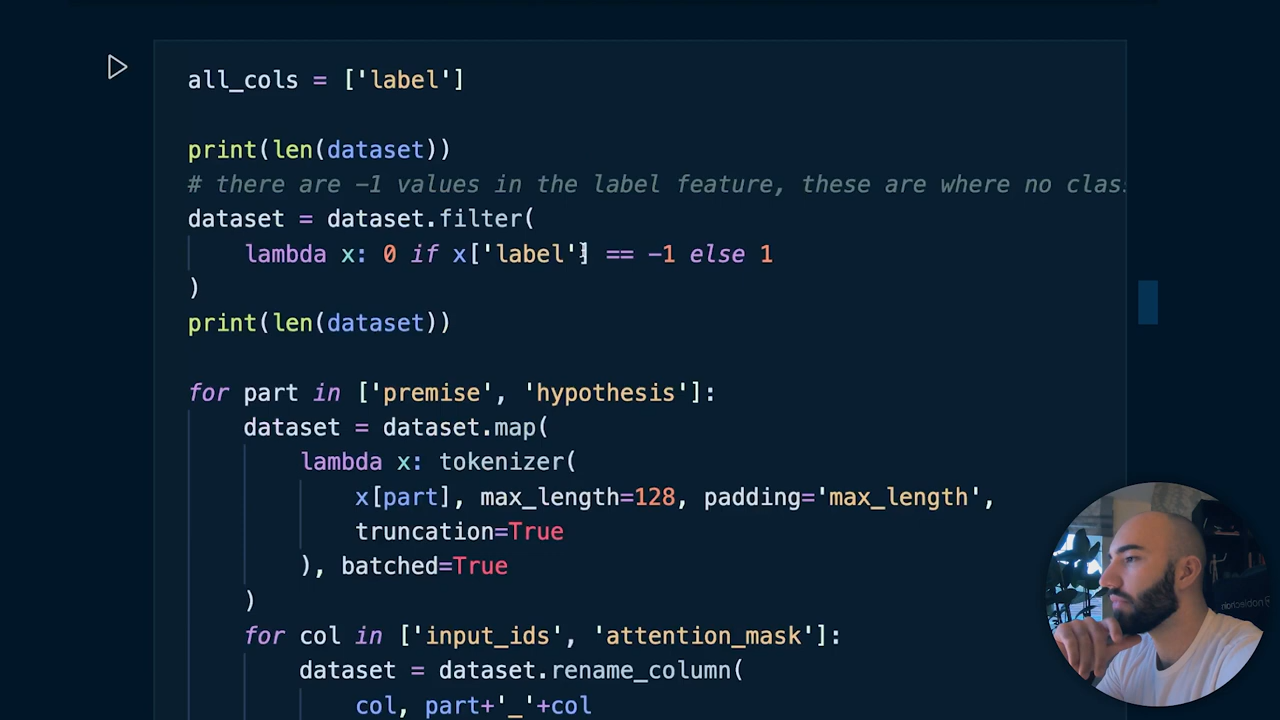 all_cols = ['label']
print(len(dataset))
# there are -1 values in the label feature, these are where no
dataset = dataset.filter(
lambda x: 0 if x['label'] == -1 else 1
)
print(len(dataset))
for part in ['premise', 'hypothesis']:
dataset = dataset.map(
lambda x: tokenizer(
x[part], max_length=128, padding='max_length',
truncation=True
), batched=True
)
for col in ['input_ids', 'attention_mask']:
dataset = dataset.rename_column(
col, part+'_'+col